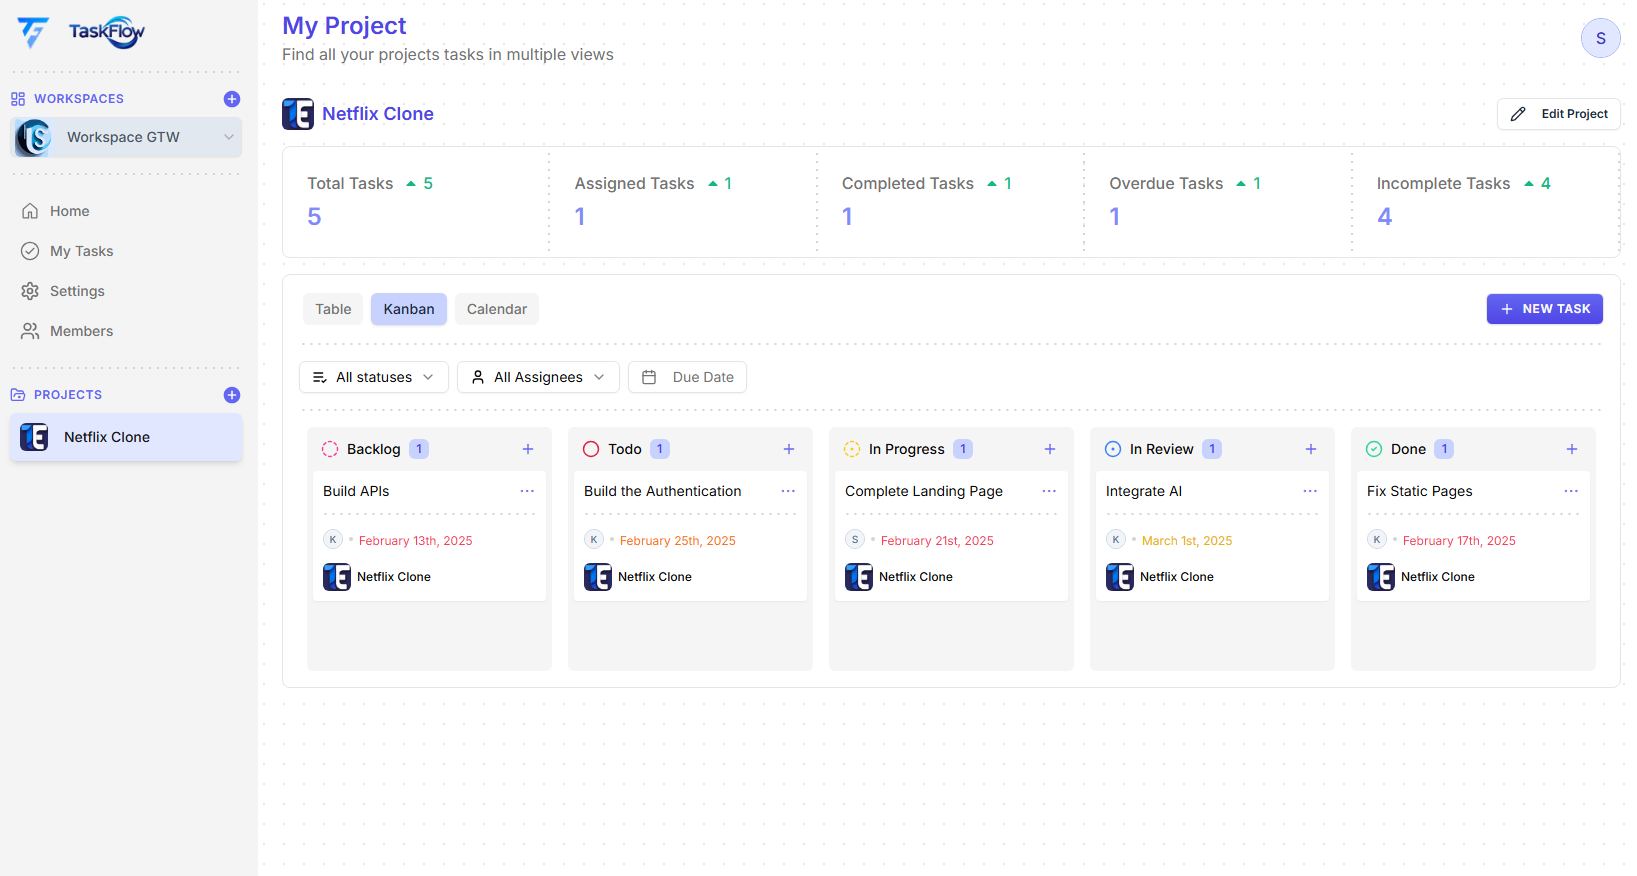 TaskFlow
WORKSPACES
Workspace GTW
Home
My Tasks
Settings
Members
PROJECTS
Netflix Clone
My Project
Find all your projects tasks in multiple views
S
Netflix Clone
Edit Project
Total Tasks 5
5
Assigned Tasks 1
1
Completed Tasks 1
1
Overdue Tasks 1
1
Incomplete Tasks 4
4
Table Kanban Calendar
NEW TASK
All statuses All Assignees Due Date
Backlog 1
Build APIs
K • February 13th, 2025
Netflix Clone
Todo 1
Build the Authentication
K • February 25th, 2025
Netflix Clone
In Progress 1
Complete Landing Page
S • February 21st, 2025
Netflix Clone
In Review 1
Integrate AI
K • March 1st, 2025
Netflix Clone
Done 1
Fix Static Pages
K • February 17th, 2025
Netflix Clone